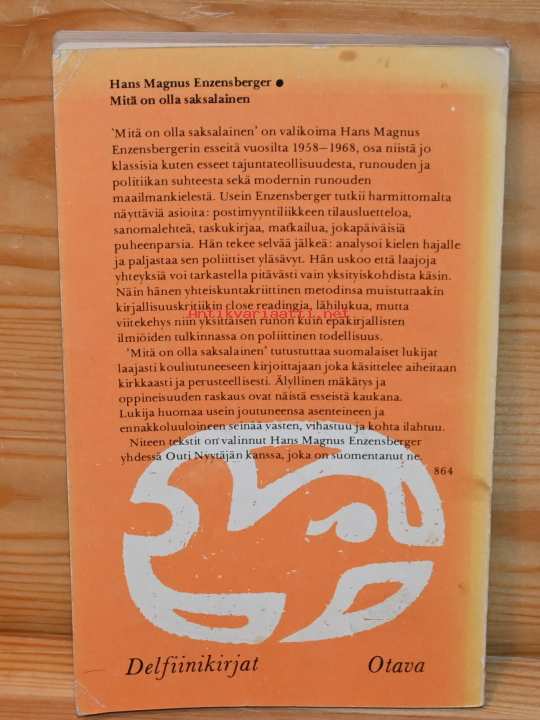 Hans Magnus Enzensberger ●
Mitä on olla saksalainen
'Mitä on olla saksalainen' on valikoima Hans Magnus
Enzensbergerin esseitä vuosilta 1958–1968, osa niistä jo
klassisia kuten esseet tajuntateollisuudesta, runouden ja
politiikan suhteesta sekä modernin runouden
maailmankielestä. Usein Enzensberger tutkii harmittomalta
näyttäviä asioita: postimyyntiliikkeen tilausluetteloa,
sanomalehteä, taskukirjaa, matkailua, jokapäiväisiä
puheenparsia. Hän tekee selvää jälkeä: analysoi kielen hajalle
ja paljastaa sen poliittiset yläsävyt. Hän uskoo että laajoja
yhteyksiä voi tarkastella pitävästi vain yksityiskohdista käsin.
Näin hänen yhteiskuntakriittinen metodinsa muistuttaakin
kirjallisuuskritiikin close readingia, lähilukua, mutta
Antikvariaatti.net
viitekehys niin yksittäisen runon kuin epäkirjallisten
ilmiöiden tulkinnassa on poliittinen todellisuus.
'Mitä on olla saksalainen' tutustuttaa suomalaiset lukijat
laajasti kouliutuneeseen kirjoittajaan joka käsittelee aiheitaan
kirkkaasti ja perusteellisesti. Älyllinen mäkätys ja
oppineisuuden raskaus ovat näistä esseistä kaukana.
Lukija huomaa usein joutuneensa asenteineen ja
ennakkoluuloineen seinää vasten, vihastuu ja kohta ilahtuu.
Niteen tekstit on valinnut Hans Magnus Enzensberger
yhdessä Outi Nyytäjän kanssa, joka on suomentanut ne.
864
Delfiinikirjat
Otava